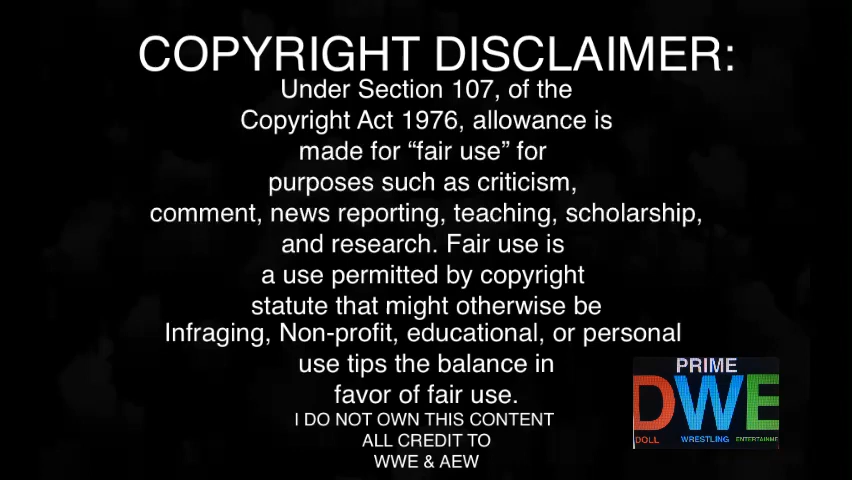 COPYRIGHT DISCLAIMER:
Under Section 107, of the
Copyright Act 1976, allowance is
made for “fair use” for
purposes such as criticism,
comment, news reporting, teaching, scholarship,
and research. Fair use is
a use permitted by copyright
statute that might otherwise be
Infraging, Non-profit, educational, or personal
use tips the balance in
favor of fair use.
I DO NOT OWN THIS CONTENT
ALL CREDIT TO
WWE & AEW
PRIME
DWE
DOLL WRESTLING ENTERTAINME